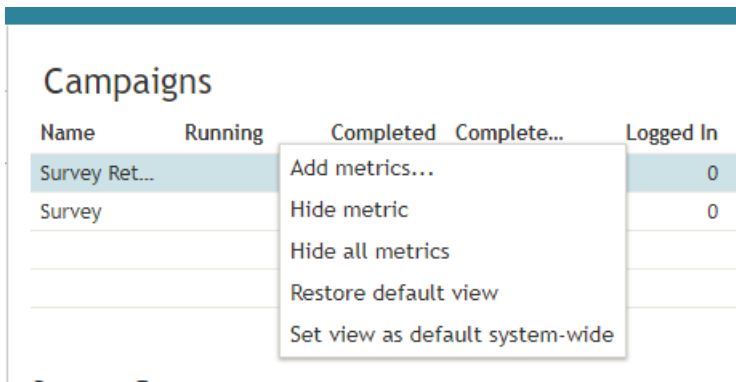 Campaigns
Name Running Completed Complete... Logged In
Survey Ret... 0
Survey 0
Add metrics...
Hide metric
Hide all metrics
Restore default view
Set view as default system-wide